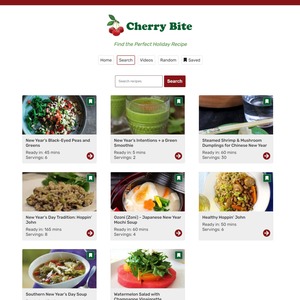 Cherry Bite
Find the Perfect Holiday Recipe
Home Search Videos Random Saved
Search recipes Search
New Year's Black-Eyed Peas and
Greens
Ready in: 45 mins
Servings: 6
New Year's Intentions + a Green
Smoothie
Ready in: 5 mins
Servings: 2
Steamed Shrimp & Mushroom
Dumplings for Chinese New Year
Ready in: 60 mins
Servings: 30
New Year's Day Tradition: Hoppin'
John
Ready in: 165 mins
Servings: 8
Ozoni (Zoni) - Japanese New Year
Mochi Soup
Ready in: 60 mins
Servings: 4
Healthy Hoppin' John
Ready in: 50 mins
Servings: 6
Southern New Year's Day Soup
Watermelon Salad with
Champagne Vinaigrette